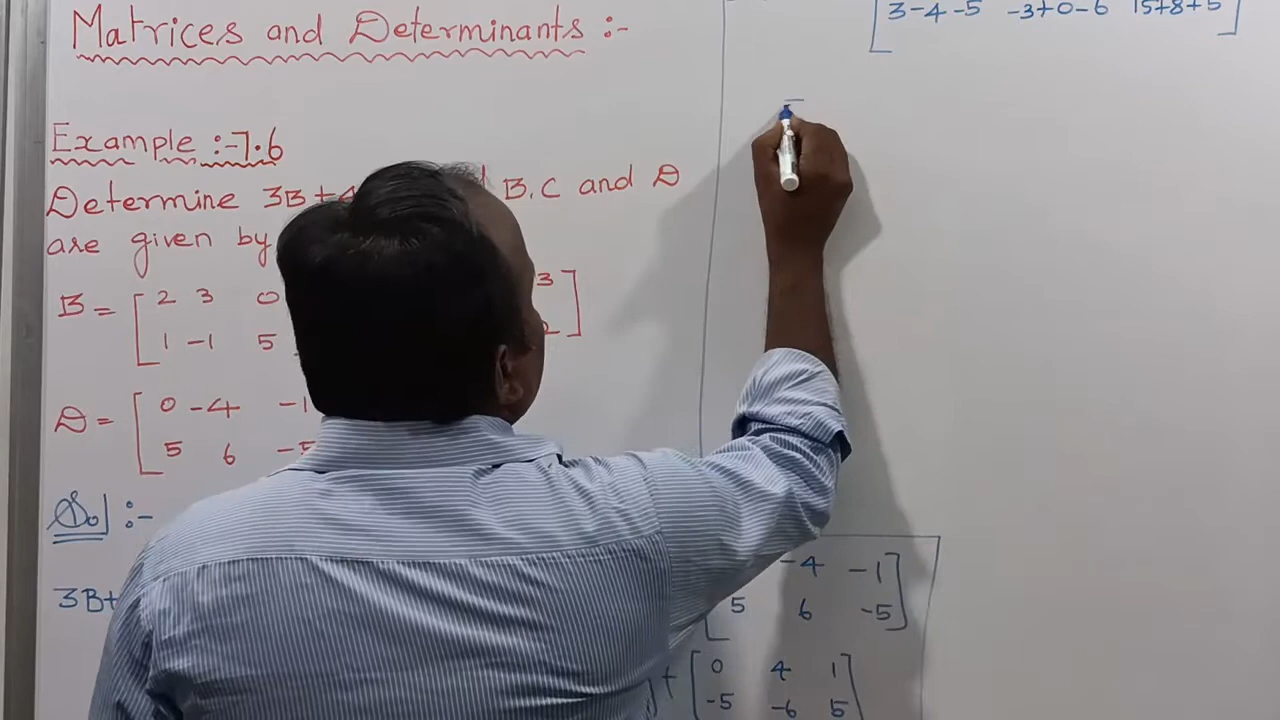 Matrices and Determinants :-
Example :-7.6
Determine 3B+4 B, C and D
are given by
B = [ 2 3 0 3 ]
1 -1 5
D = [ 0 -4 -1
5 6 -5
Sol :-
3B+
3-4-5 -3+0-6 15+8+5 ]
-4 -1 ]
5 6 -5
+ [ 0 4 1 ]
-5 -6 5